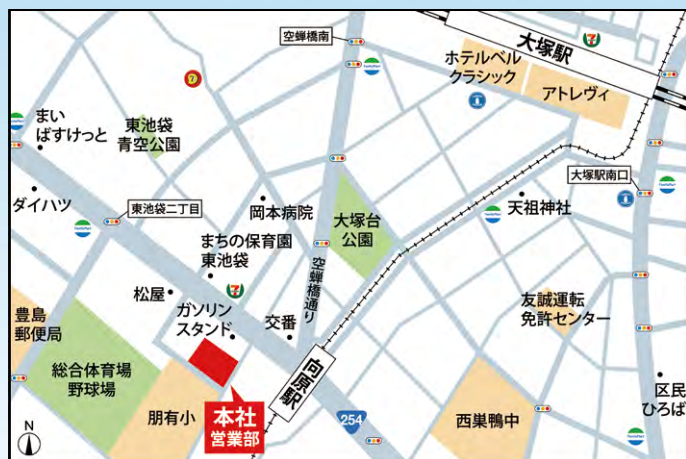 空蝉橋南
大塚駅
ホテルベル
クラシック
アトレヴィ
まい
ばすけっと
東池袋
青空公園
大塚駅南口
ダイハツ
東池袋二丁目
岡本病院
大塚台
公園
天祖神社
まちの保育園
東池袋
空蝉橋通り
松屋
ガソリン
スタンド
交番
友誠運転
免許センター
豊島
郵便局
総合体育場
野球場
向原駅
朋有小
本社
営業部
254
西巣鴨中
区民
ひろば
N